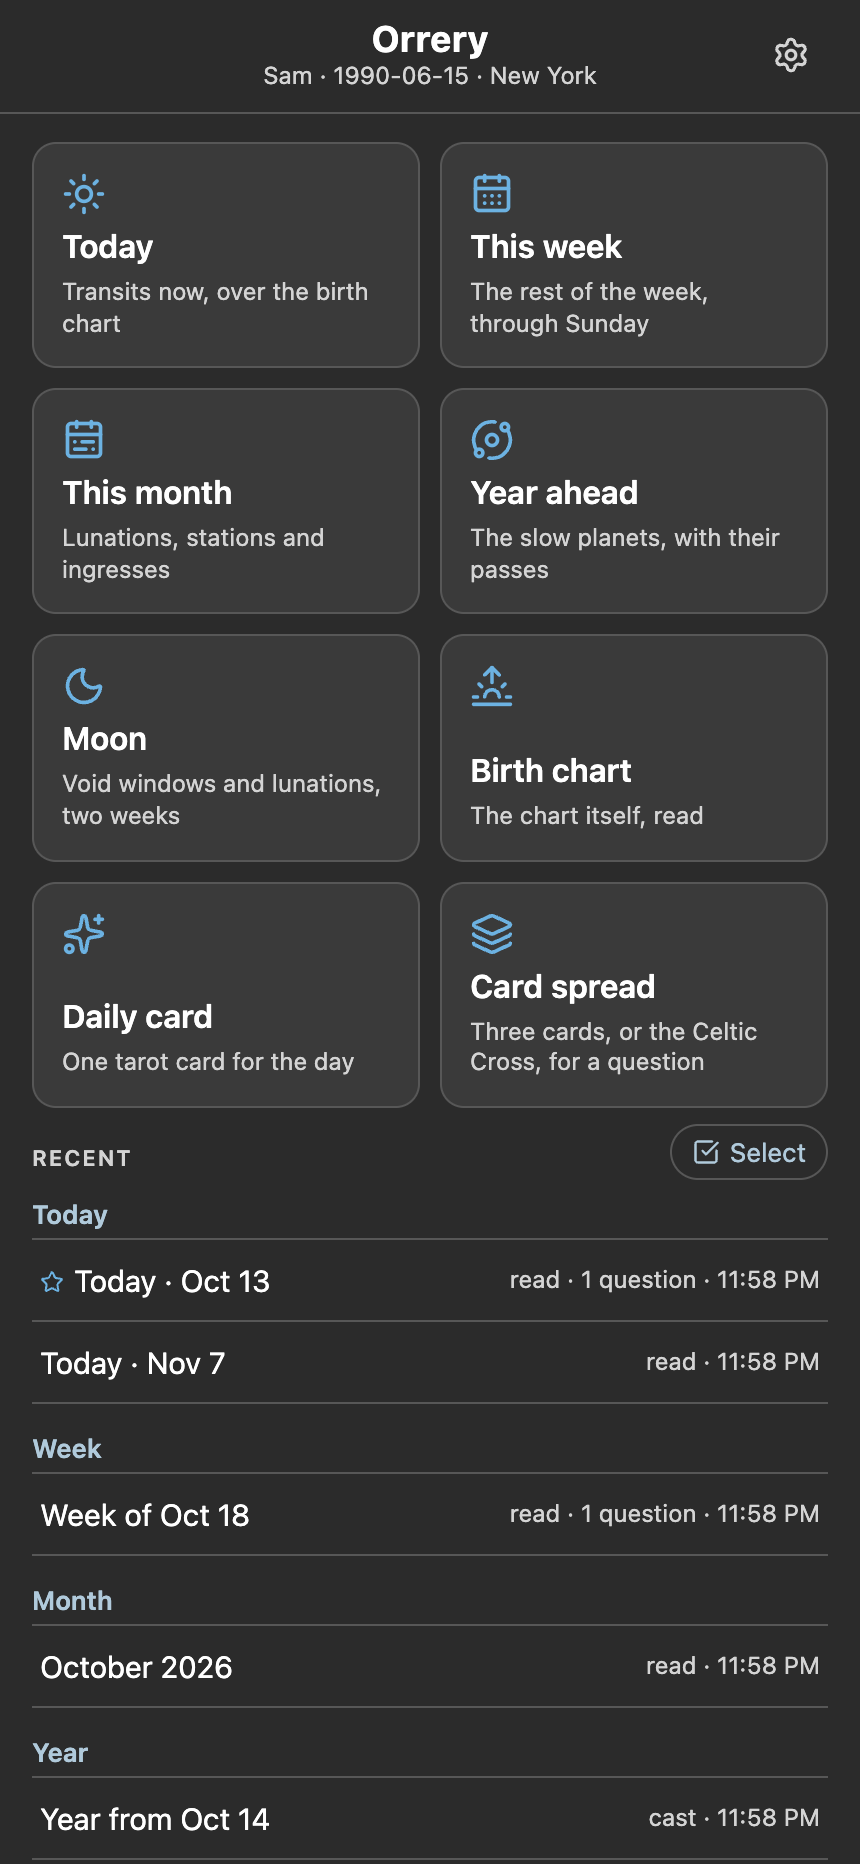 Orrery
Sam · 1990-06-15 · New York
Today
Transits now, over the birth
chart
This week
The rest of the week,
through Sunday
This month
Lunations, stations and
ingresses
Year ahead
The slow planets, with their
passes
Moon
Void windows and lunations,
two weeks
Birth chart
The chart itself, read
Daily card
One tarot card for the day
Card spread
Three cards, or the Celtic
Cross, for a question
RECENT
Select
Today
Today · Oct 13
read · 1 question · 11:58 PM
Today · Nov 7
read · 11:58 PM
Week
Week of Oct 18
read · 1 question · 11:58 PM
Month
October 2026
read · 11:58 PM
Year
Year from Oct 14
cast · 11:58 PM